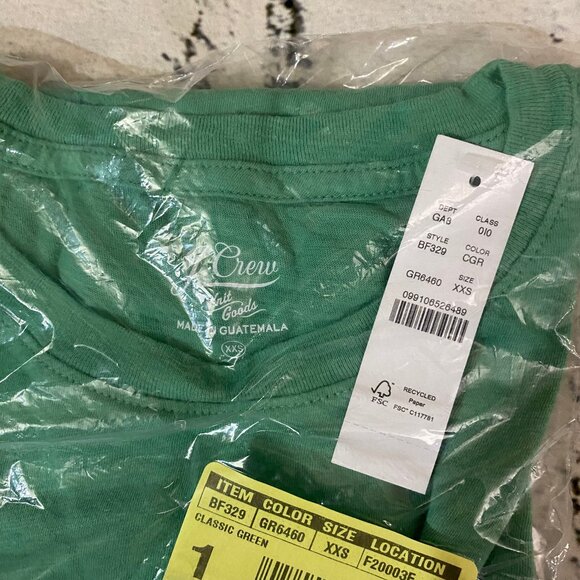 J.Crew
Knit
Goods
MADE IN GUATEMALA
XXS
DEPT CLASS
GA8 010
STYLE COLOR
BF329 CGR
SIZE
GR6460 XXS
099106526489
FSC
RECYCLED
Paper
FSC® C117781
ITEM COLOR SIZE LOCATION
BF329 GR6460 XXS F20003F
CLASSIC GREEN
1